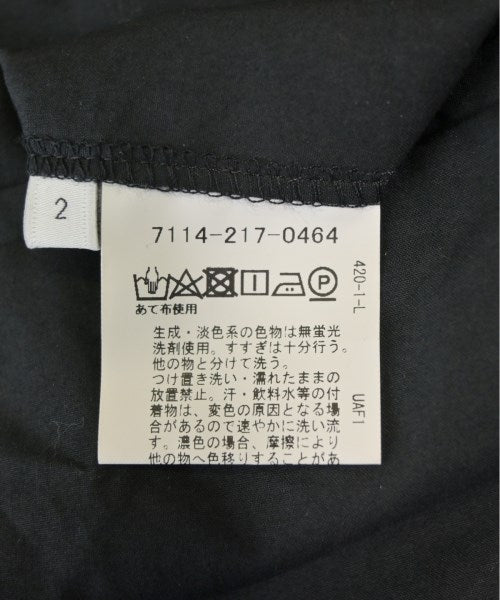 2
7114-217-0464
あて布使用
生成・淡色系の色物は無蛍光
洗剤使用。すすぎは十分行う。
他の物と分けて洗う。
つけ置き洗い・濡れたままの
放置禁止。汗・飲料水等の付
着物は、変色の原因となる場
合があるので速やかに洗い流
す。濃色の場合、摩擦により
他の物へ色移りすることがあ
420-1-L
UAF1